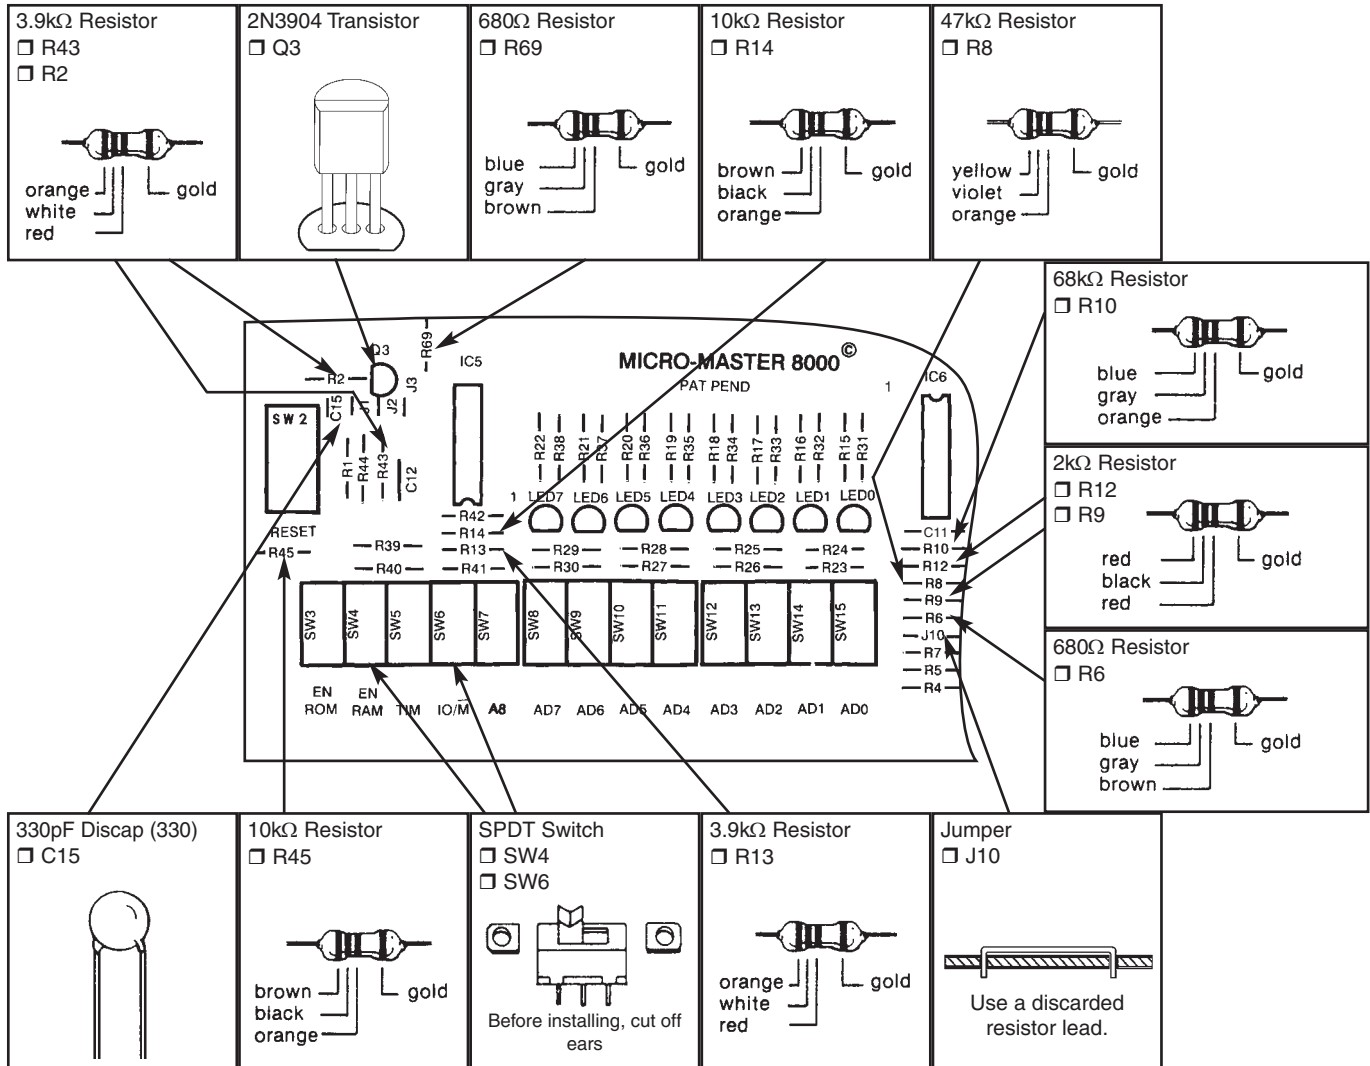 3.9kΩ Resistor
❒ R43
❒ R2
orange
white
red
gold
2N3904 Transistor
❒ Q3
680Ω Resistor
❒ R69
blue
gray
brown
gold
10kΩ Resistor
❒ R14
brown
black
orange
gold
47kΩ Resistor
❒ R8
yellow
violet
orange
gold
68kΩ Resistor
❒ R10
blue
gray
orange
gold
2kΩ Resistor
❒ R12
❒ R9
red
black
red
gold
680Ω Resistor
❒ R6
blue
gray
brown
gold
MICRO-MASTER 8000©
PAT PEND
R69
Q3
R2
J3
J2
J1
C15
SW2
R1
R44
R43
C12
RESET
R45
IC5
1
IC6
1
R22
R38
R21
R37
R20
R36
R19
R35
R18
R34
R17
R33
R16
R32
R15
R31
LED7 LED6 LED5 LED4 LED3 LED2 LED1 LED0
R42
R14
R13
R41
R39
R40
R29 R28 R25 R24
R30 R27 R26 R23
C11
R10
R12
R8
R9
R6
J10
R7
R5
R4
SW3 SW4 SW5 SW6 SW7 SW8 SW9 SW10 SW11 SW12 SW13 SW14 SW15
EN ROM
EN RAM
TIM
IO/M̅
A8
AD7 AD6 AD5 AD4 AD3 AD2 AD1 AD0
330pF Discap (330)
❒ C15
10kΩ Resistor
❒ R45
brown
black
orange
gold
SPDT Switch
❒ SW4
❒ SW6
Before installing, cut off
ears
3.9kΩ Resistor
❒ R13
orange
white
red
gold
Jumper
❒ J10
Use a discarded
resistor lead.